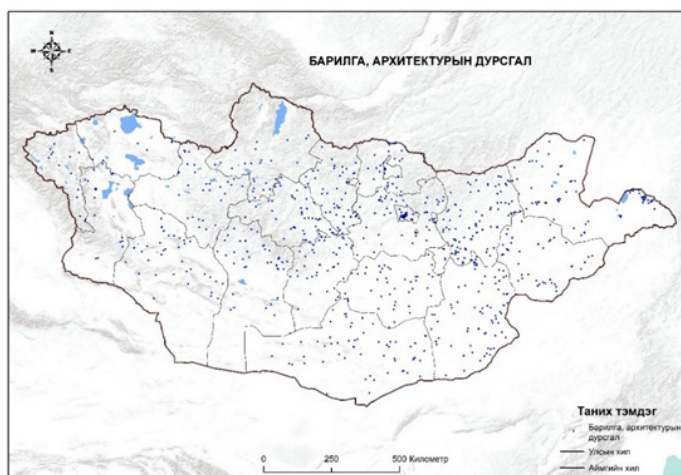 N
W E
S
БАРИЛГА, АРХИТЕКТУРЫН ДУРСГАЛ
Таних тэмдэг
Барилга, архитектурын
дурсгал
Улсын хил
Аймгийн хил
0 250 500 Километр